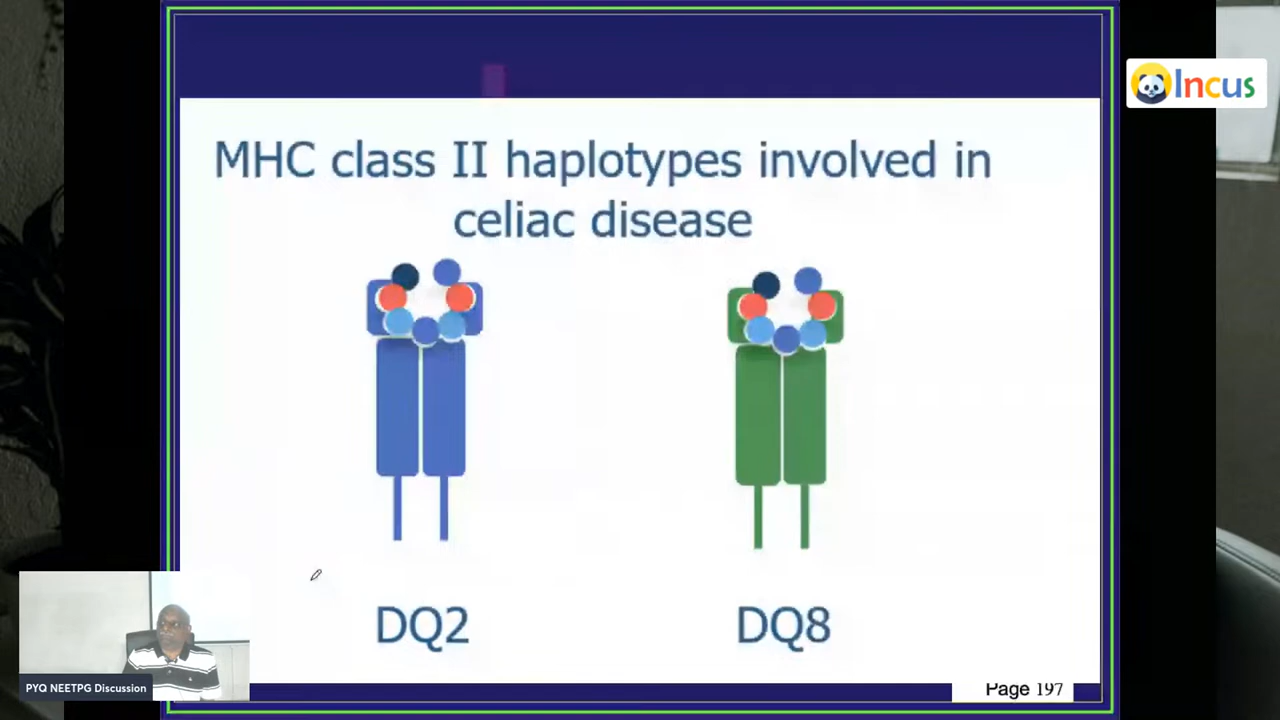 Incus
MHC class II haplotypes involved in
celiac disease
DQ2
DQ8
PYQ NEETPG Discussion
Page 197